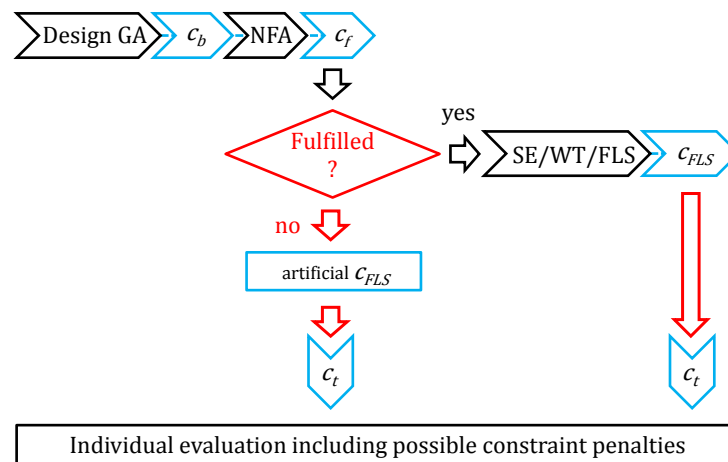 Design GA c_b NFA c_f
yes
Fulfilled
?
SE/WT/FLS c_FLS
no
artificial c_FLS
c_t
c_t
Individual evaluation including possible constraint penalties